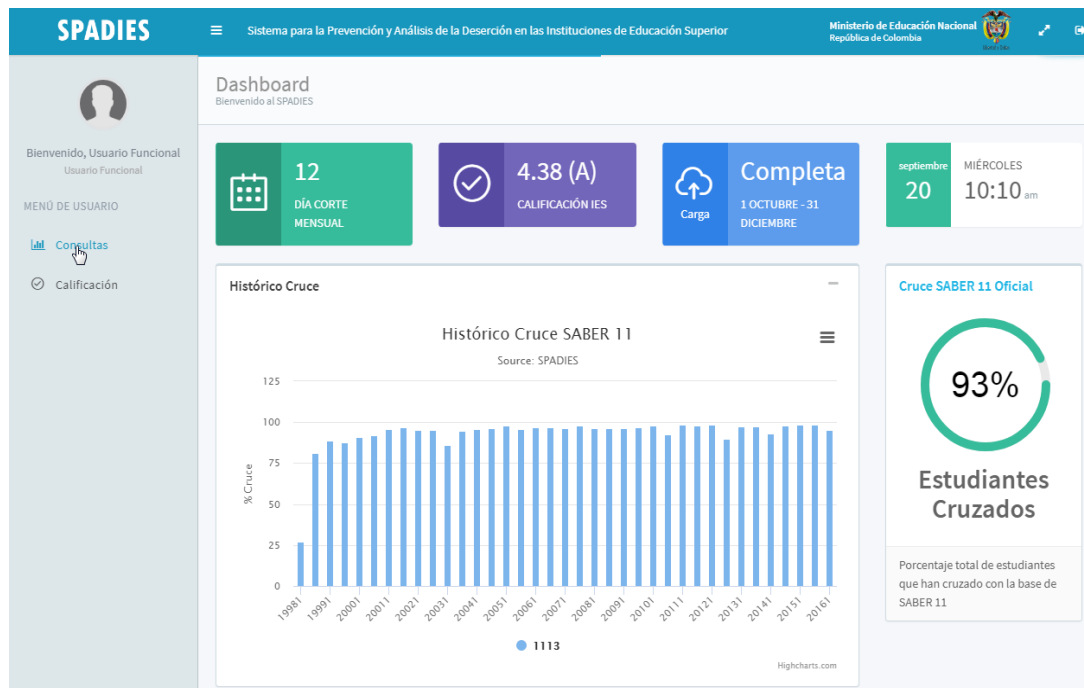 SPADIES
Sistema para la Prevención y Análisis de la Deserción en las Instituciones de Educación Superior
Ministerio de Educación Nacional
República de Colombia
Dashboard
Bienvenido al SPADIES
Bienvenido, Usuario Funcional
Usuario Funcional
MENÚ DE USUARIO
Consultas
Calificación
12
DÍA CORTE
MENSUAL
4.38 (A)
CALIFICACIÓN IES
Carga
Completa
1 OCTUBRE - 31
DICIEMBRE
septiembre
20
MIÉRCOLES
10:10 am
Histórico Cruce
Histórico Cruce SABER 11
Source: SPADIES
% Cruce
125
100
75
50
25
0
19981
19991
20001
20011
20021
20031
20041
20051
20061
20071
20081
20091
20101
20111
20121
20131
20141
20151
20161
1113
Highcharts.com
Cruce SABER 11 Oficial
93%
Estudiantes
Cruzados
Porcentaje total de estudiantes
que han cruzado con la base de
SABER 11